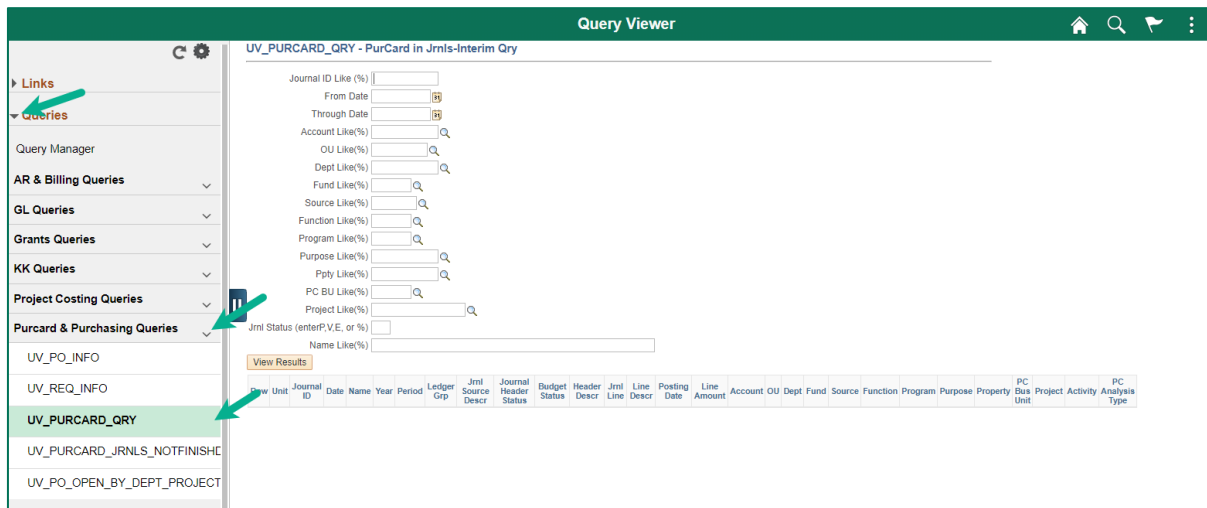 Query Viewer
Links
Queries
Query Manager
AR & Billing Queries
GL Queries
Grants Queries
KK Queries
Project Costing Queries
Purcard & Purchasing Queries
UV_PO_INFO
UV_REQ_INFO
UV_PURCARD_QRY
UV_PURCARD_JRNLS_NOTFINISHE
UV_PO_OPEN_BY_DEPT_PROJECT
UV_PURCARD_QRY - PurCard in Jrnls-Interim Qry
Journal ID Like (%)
From Date
Through Date
Account Like(%)
OU Like(%)
Dept Like(%)
Fund Like(%)
Source Like(%)
Function Like(%)
Program Like(%)
Purpose Like(%)
Ppty Like(%)
PC BU Like(%)
Project Like(%)
Jrnl Status (enterP,V,E, or %)
Name Like(%)
View Results
Row Unit Journal ID Date Name Year Period Ledger Grp Jrnl Source Descr Journal Header Status Budget Status Header Descr Jrnl Line Line Descr Posting Date Line Amount Account OU Dept Fund Source Function Program Purpose Property PC Bus Unit Project Activity PC Analysis Type